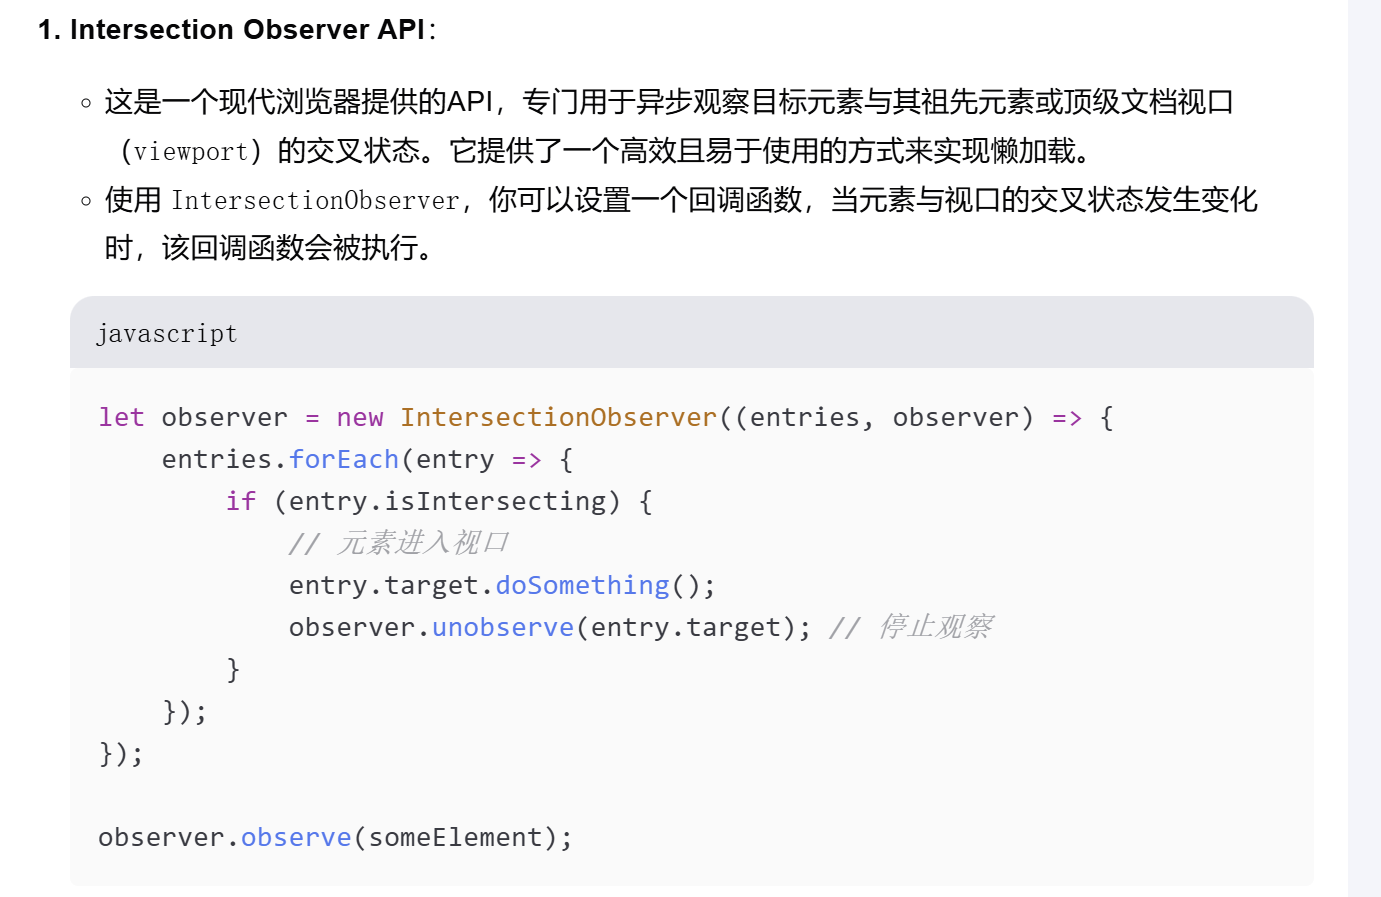 1. Intersection Observer API：
○ 这是一个现代浏览器提供的API，专门用于异步观察目标元素与其祖先元素或顶级文档视口
（viewport）的交叉状态。它提供了一个高效且易于使用的方式来实现懒加载。
○ 使用 IntersectionObserver，你可以设置一个回调函数，当元素与视口的交叉状态发生变化
时，该回调函数会被执行。
javascript
let observer = new IntersectionObserver((entries, observer) => {
    entries.forEach(entry => {
        if (entry.isIntersecting) {
            // 元素进入视口
            entry.target.doSomething();
            observer.unobserve(entry.target); // 停止观察
        }
    });
});
observer.observe(someElement);